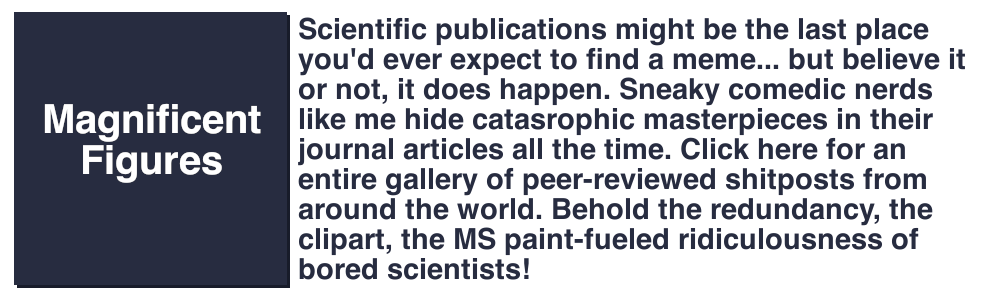 Magnificent
Figures
Scientific publications might be the last place
you'd ever expect to find a meme... but believe it
or not, it does happen. Sneaky comedic nerds
like me hide catasrophic masterpieces in their
journal articles all the time. Click here for an
entire gallery of peer-reviewed shitposts from
around the world. Behold the redundancy, the
clipart, the MS paint-fueled ridiculousness of
bored scientists!